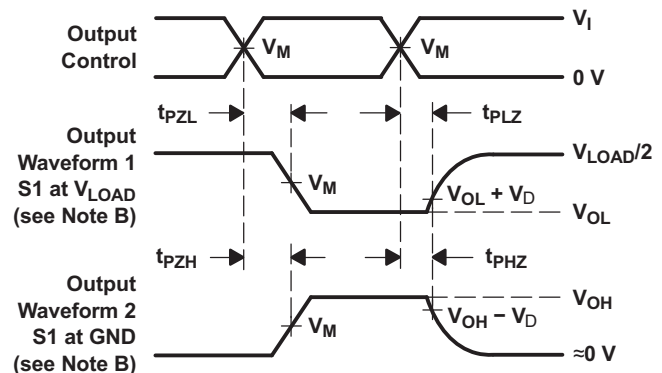 Output
Control
V_M
V_M
V_I
0 V
t_PZL
t_PLZ
Output
Waveform 1
S1 at V_LOAD
(see Note B)
V_M
V_LOAD/2
V_OL + V_D
V_OL
t_PZH
t_PHZ
Output
Waveform 2
S1 at GND
(see Note B)
V_M
V_OH
V_OH − V_D
≈0 V